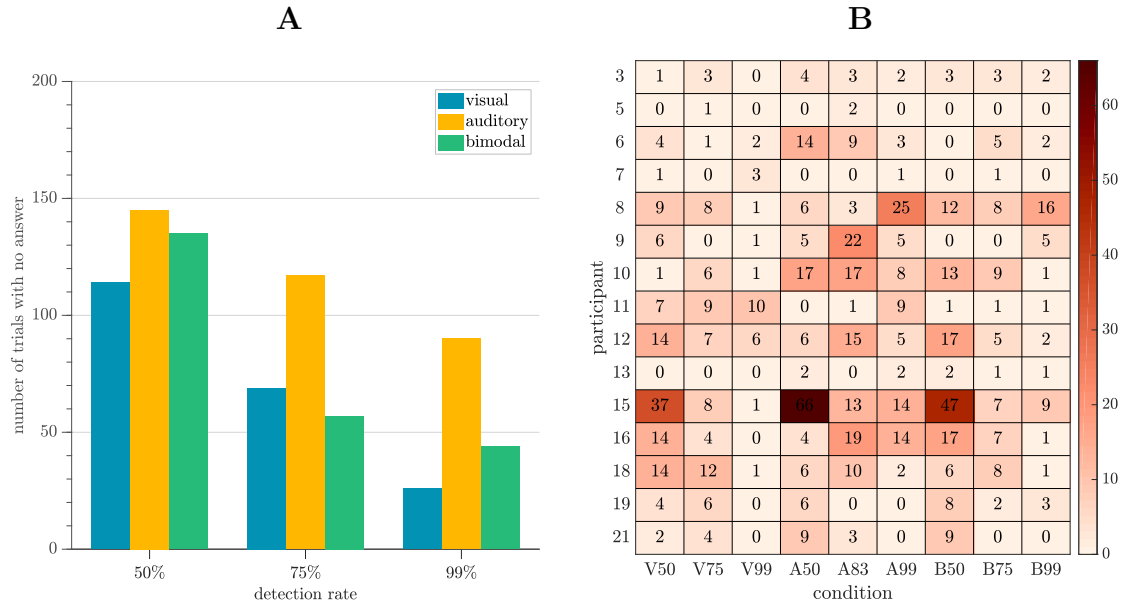 A
200
150
100
50
0
number of trials with no answer
visual
auditory
bimodal
50% 75% 99%
detection rate
B
participant
3 1 3 0 4 3 2 3 3 2
5 0 1 0 0 2 0 0 0 0
6 4 1 2 14 9 3 0 5 2
7 1 0 3 0 0 1 0 1 0
8 9 8 1 6 3 25 12 8 16
9 6 0 1 5 22 5 0 0 5
10 1 6 1 17 17 8 13 9 1
11 7 9 10 0 1 9 1 1 1
12 14 7 6 6 15 5 17 5 2
13 0 0 0 2 0 2 2 1 1
15 37 8 1 66 13 14 47 7 9
16 14 4 0 4 19 14 17 7 1
18 14 12 1 6 10 2 6 8 1
19 4 6 0 6 0 0 8 2 3
21 2 4 0 9 3 0 9 0 0
V50 V75 V99 A50 A83 A99 B50 B75 B99
condition
60
50
40
30
20
10
0